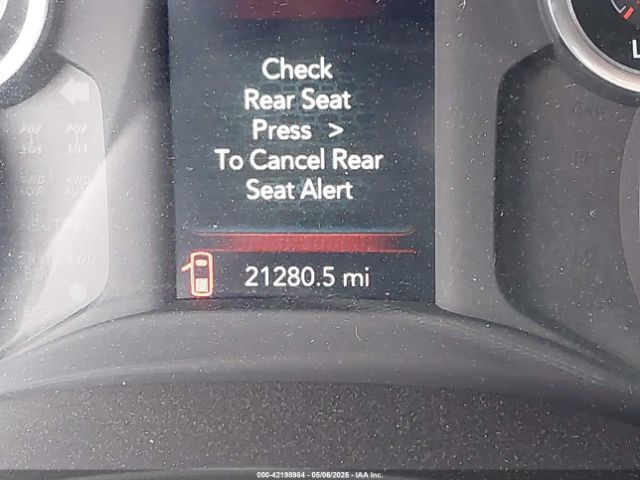 Check
Rear Seat
Press >
To Cancel Rear
Seat Alert
21280.5 mi
L
000-42198984 - 05/06/2025 - IAA Inc.